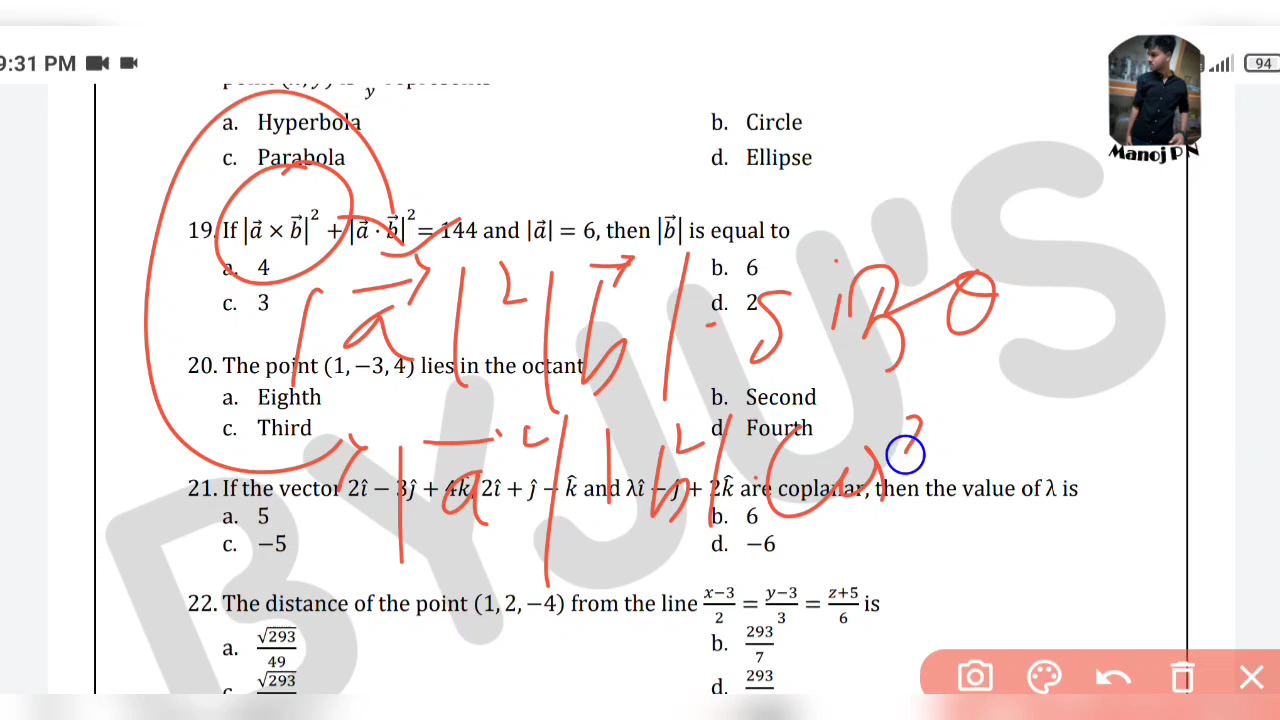 9:31 PM
94
Manoj P N
y
a. Hyperbola
b. Circle
c. Parabola
d. Ellipse
19. If |a⃗ × b⃗|² + |a⃗ · b⃗|² = 144 and |a⃗| = 6, then |b⃗| is equal to
a. 4
b. 6
c. 3
d. 2
|a⃗|² |b⃗| · sin θ
20. The point (1, −3, 4) lies in the octant
a. Eighth
b. Second
c. Third
d. Fourth
21. If the vector 2î − 3ĵ + 4k̂, 2î + ĵ − k̂ and λî − ĵ + 2k̂ are coplanar, then the value of λ is
a. 5
b. 6
c. −5
d. −6
22. The distance of the point (1, 2, −4) from the line x−3/2 = y−3/3 = z+5/6 is
a. √293/49
b. 293/7
c. √293
d. 293
BYJU'S